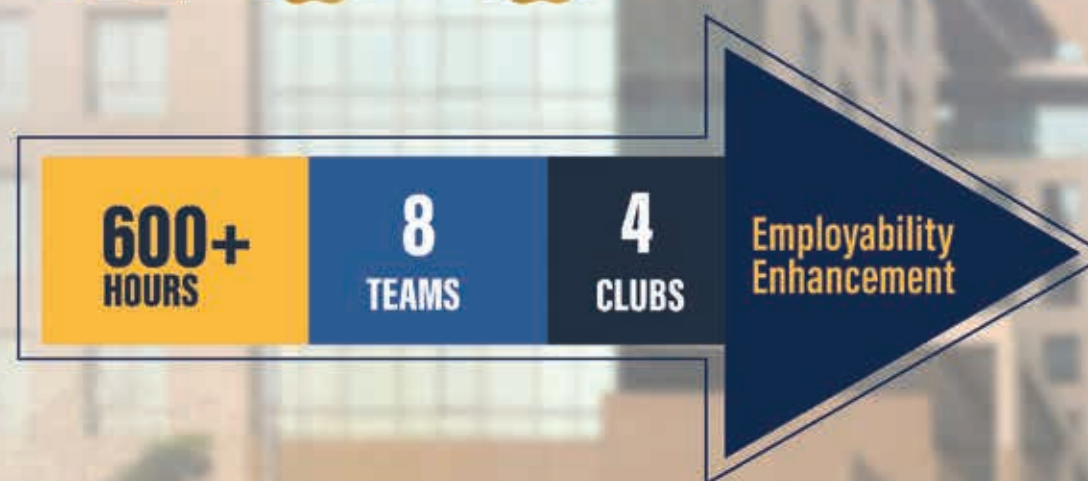 600+
HOURS
8
TEAMS
4
CLUBS
Employability
Enhancement